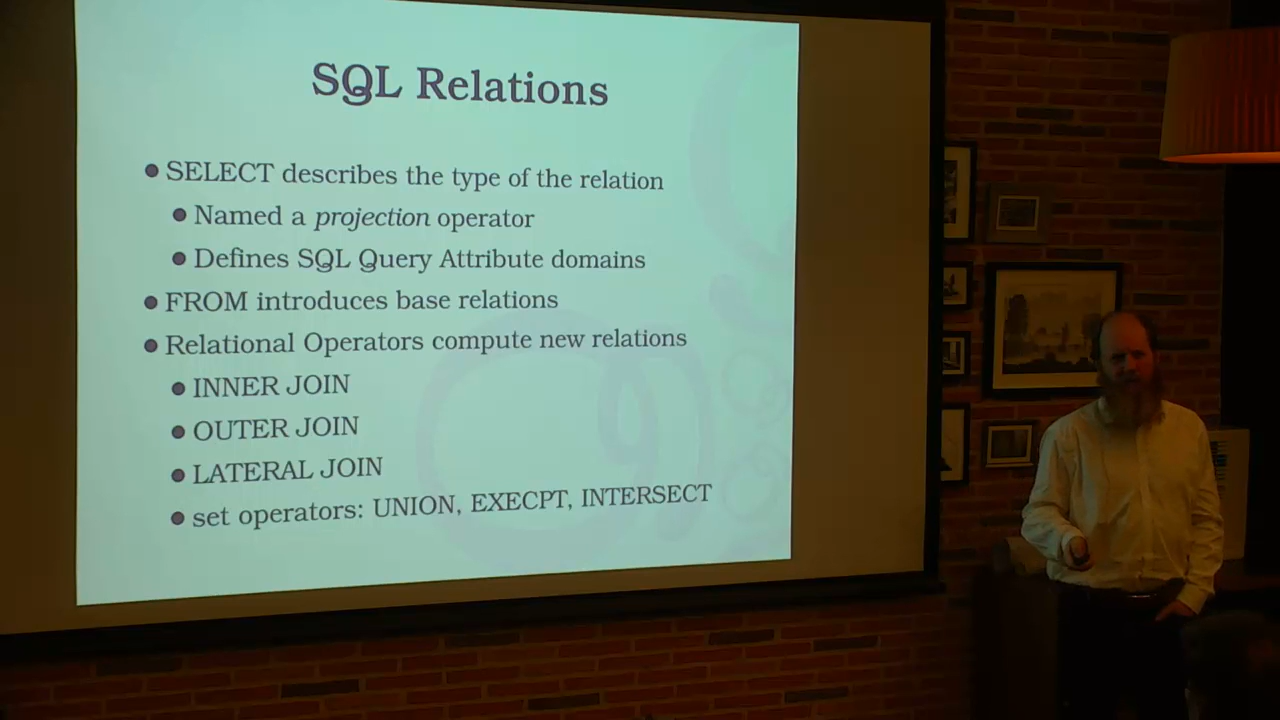 SQL Relations
SELECT describes the type of the relation
Named a projection operator
Defines SQL Query Attribute domains
FROM introduces base relations
Relational Operators compute new relations
INNER JOIN
OUTER JOIN
LATERAL JOIN
set operators: UNION, EXECPT, INTERSECT